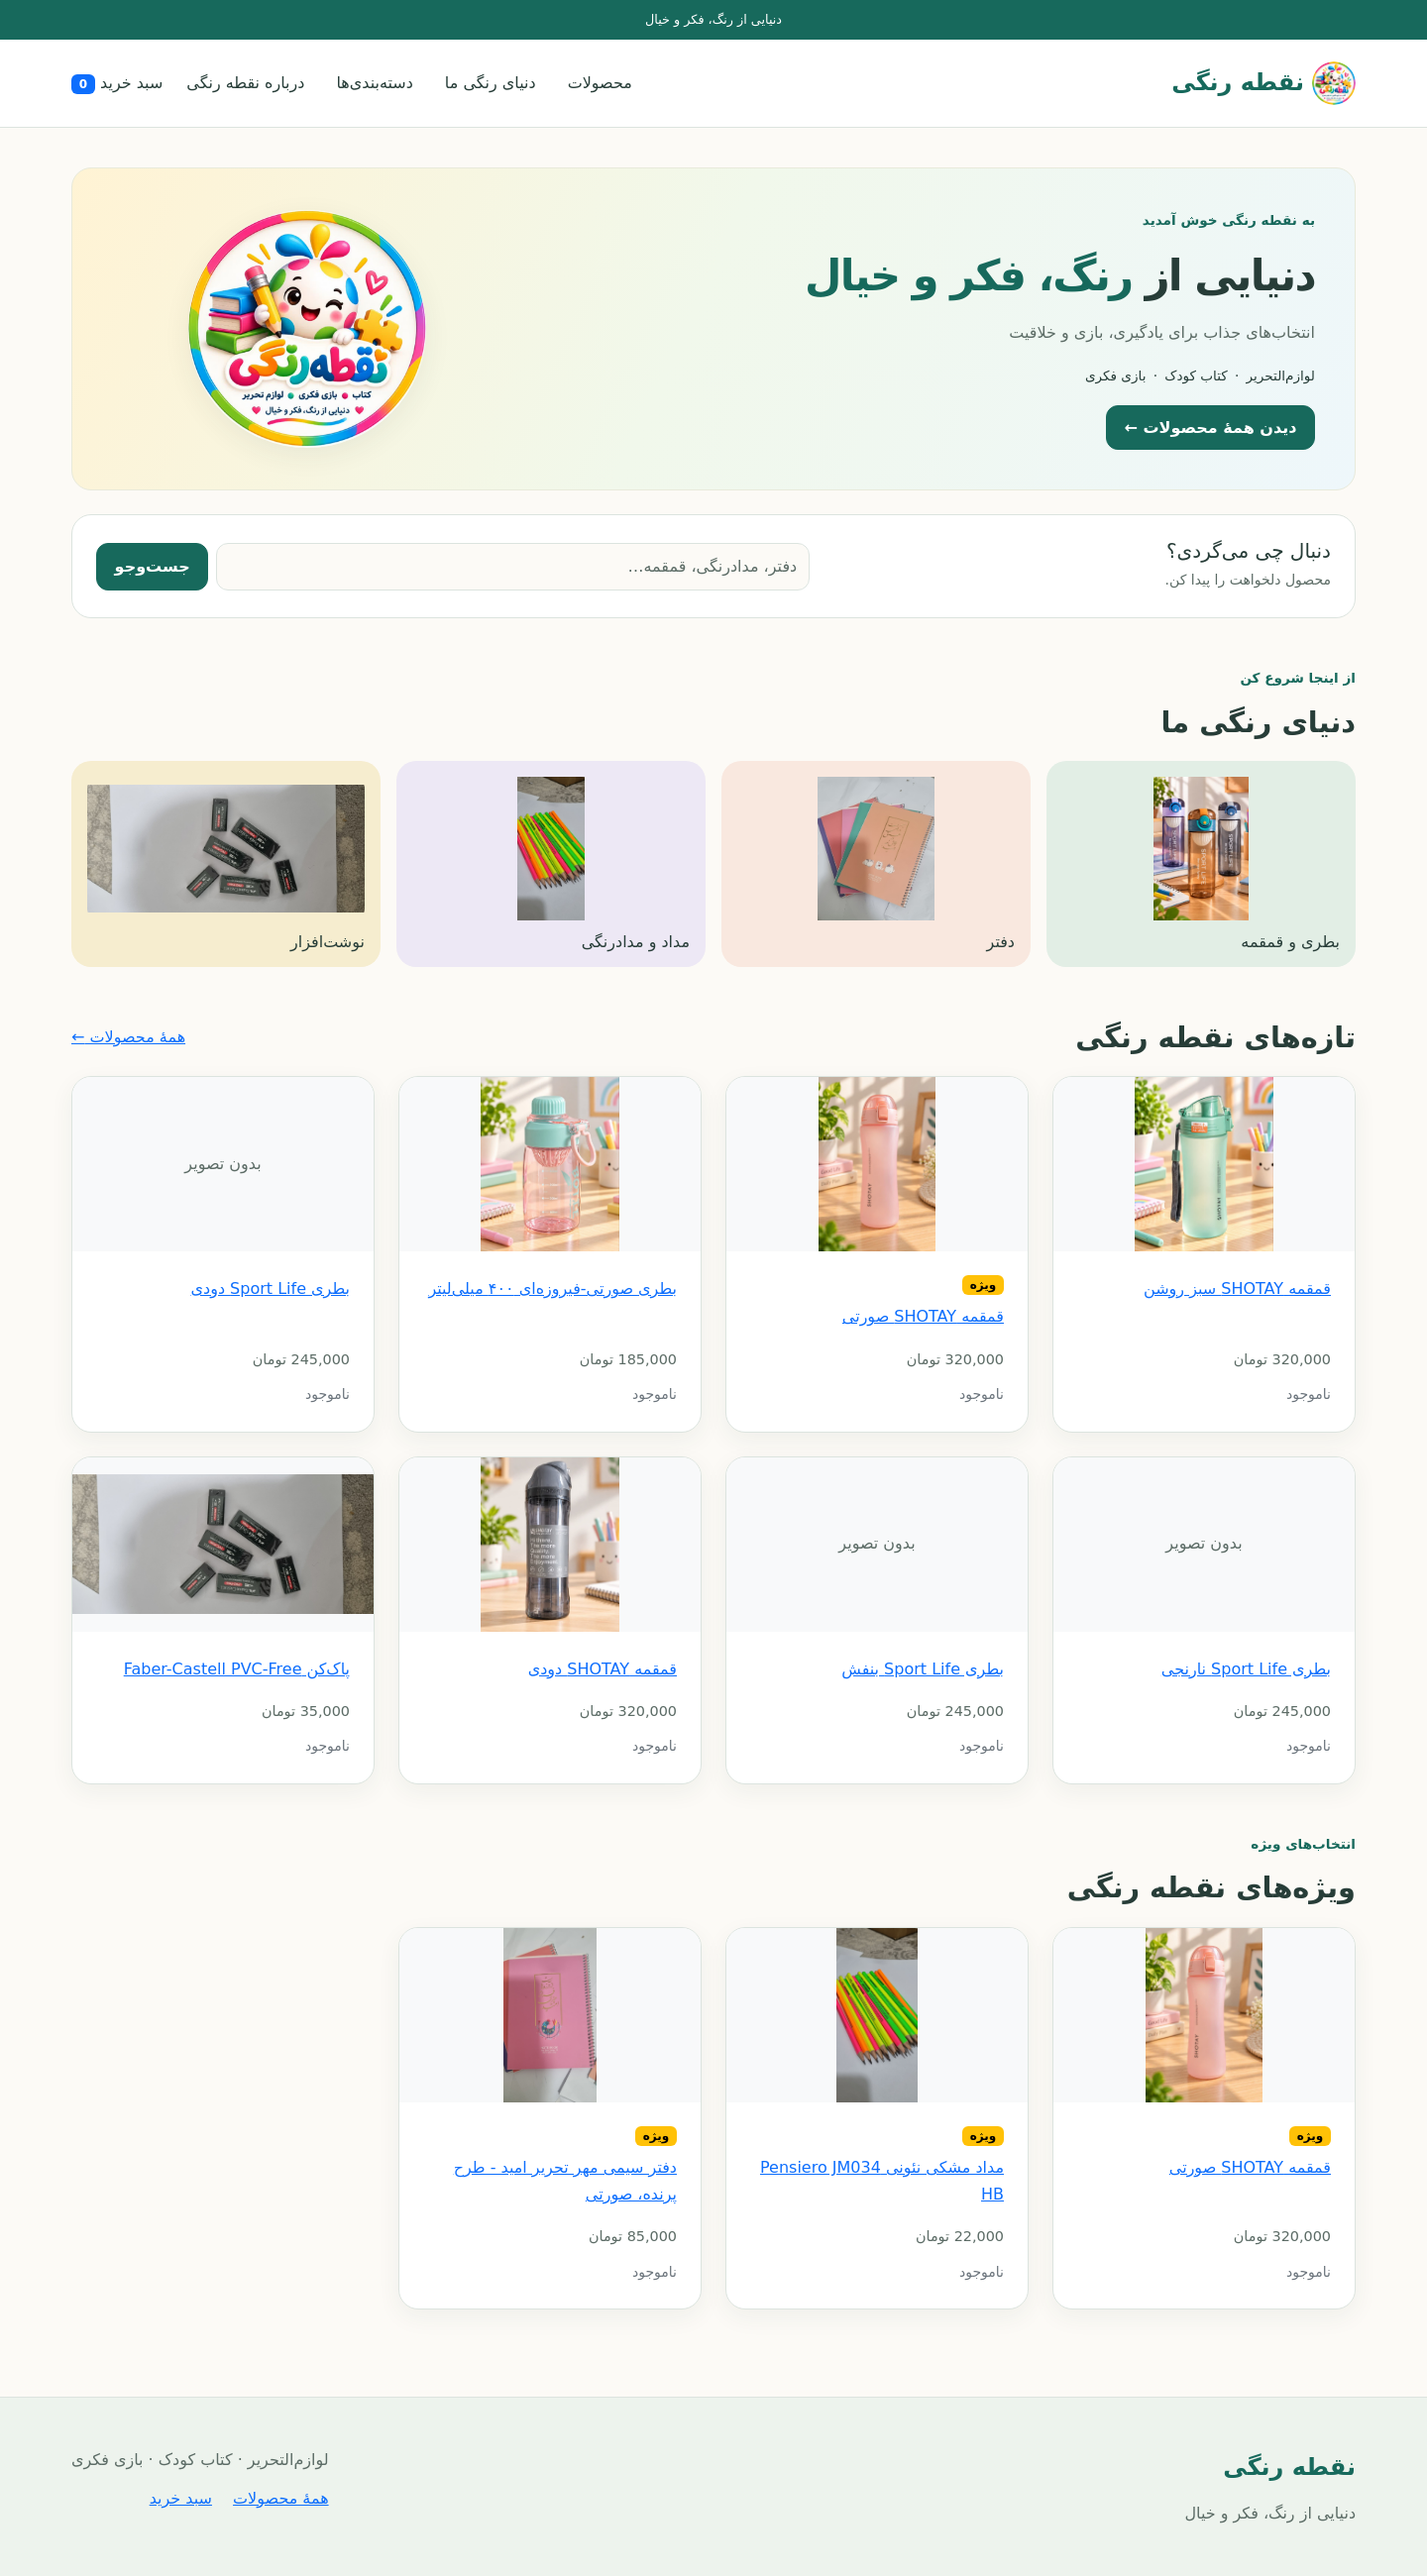 دنیایی از رنگ، فکر و خیال
نقطه رنگی
محصولات
دنیای رنگی ما
دسته‌بندی‌ها
درباره نقطه رنگی
سبد خرید 0
به نقطه رنگی خوش آمدید
دنیایی از رنگ، فکر و خیال
انتخاب‌های جذاب برای یادگیری، بازی و خلاقیت
لوازم‌التحریر · کتاب کودک · بازی فکری
دیدن همهٔ محصولات ←
نقطه رنگی
کتاب بازی فکری لوازم تحریر
دنیایی از رنگ، فکر و خیال
دنبال چی می‌گردی؟
محصول دلخواهت را پیدا کن.
دفتر، مدادرنگی، قمقمه...
جست‌وجو
از اینجا شروع کن
دنیای رنگی ما
بطری و قمقمه
دفتر
مداد و مدادرنگی
نوشت‌افزار
تازه‌های نقطه رنگی
همهٔ محصولات ←
قمقمه SHOTAY سبز روشن
320,000 تومان
ناموجود
SHOTAY
ویژه
قمقمه SHOTAY صورتی
320,000 تومان
ناموجود
بطری صورتی-فیروزه‌ای ۴۰۰ میلی‌لیتر
185,000 تومان
ناموجود
بدون تصویر
بطری Sport Life دودی
245,000 تومان
ناموجود
بدون تصویر
بطری Sport Life نارنجی
245,000 تومان
ناموجود
بدون تصویر
بطری Sport Life بنفش
245,000 تومان
ناموجود
قمقمه SHOTAY دودی
320,000 تومان
ناموجود
پاک‌کن Faber-Castell PVC-Free
35,000 تومان
ناموجود
انتخاب‌های ویژه
ویژه‌های نقطه رنگی
SHOTAY
ویژه
قمقمه SHOTAY صورتی
320,000 تومان
ناموجود
ویژه
مداد مشکی نئونی Pensiero JM034
HB
22,000 تومان
ناموجود
ویژه
دفتر سیمی مهر تحریر امید - طرح
پرنده، صورتی
85,000 تومان
ناموجود
نقطه رنگی
دنیایی از رنگ، فکر و خیال
لوازم‌التحریر · کتاب کودک · بازی فکری
همهٔ محصولات
سبد خرید